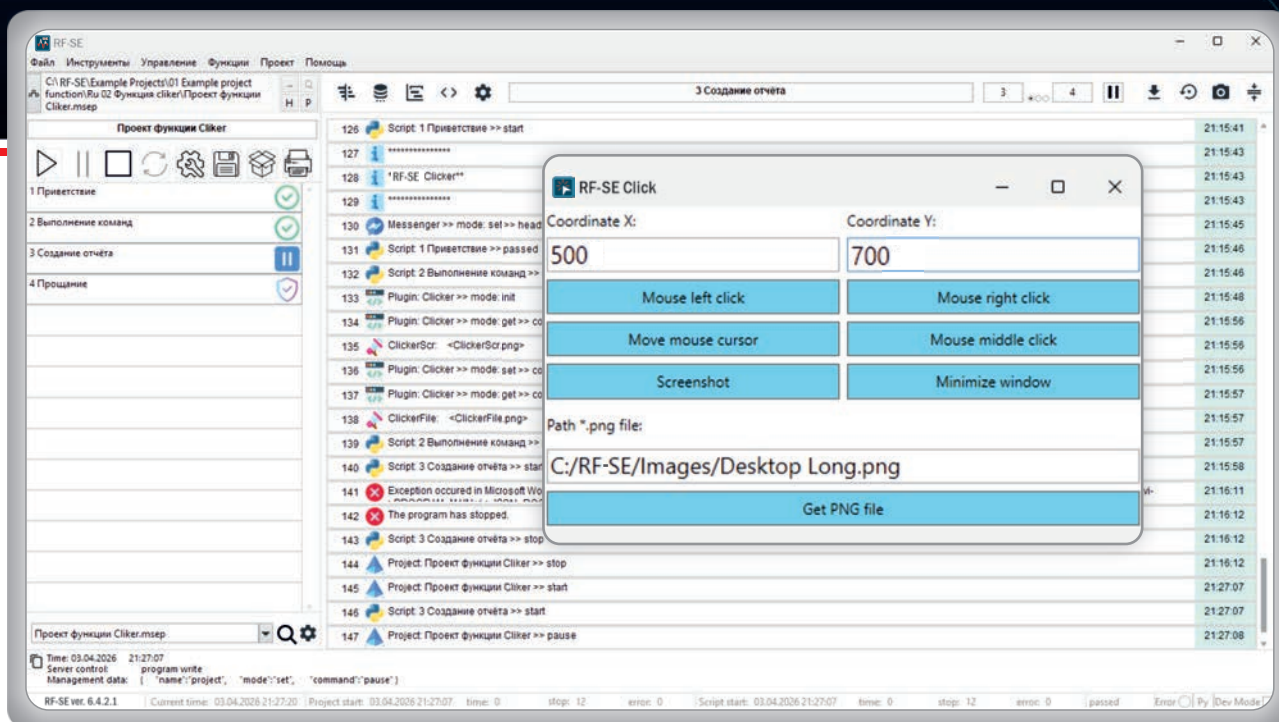 RF-SE
Файл Инструменты Управление Функции Проект Помощь
C:\RF-SE\Example Projects\01 Example project
function\Ru 02 Функция cliker\Проект функции
Cliker.msep
Н Р
3 Создание отчёта
3 4
Проект функции Cliker
1 Приветствие
2 Выполнение команд
3 Создание отчёта
4 Прощание
126 Script: 1 Приветствие >> start 21:15:41
127 *************** 21:15:43
128 *RF-SE Clicker** 21:15:43
129 *************** 21:15:43
130 Messenger >> mode: set >> head 21:15:45
131 Script: 1 Приветствие >> passed 21:15:46
132 Script: 2 Выполнение команд >> 21:15:46
133 Plugin: Clicker >> mode: init 21:15:48
134 Plugin: Clicker >> mode: get >> co 21:15:56
135 ClickerScr: <ClickerScr.png> 21:15:56
136 Plugin: Clicker >> mode: set >> co 21:15:56
137 Plugin: Clicker >> mode: get >> co 21:15:57
138 ClickerFile: <ClickerFile.png> 21:15:57
139 Script: 2 Выполнение команд >> 21:15:57
140 Script: 3 Создание отчёта >> star 21:15:58
141 Exception occured in Microsoft Wo vi- 21:16:11
142 The program has stopped. 21:16:12
143 Script: 3 Создание отчёта >> stop 21:16:12
144 Project: Проект функции Cliker >> stop 21:16:12
145 Project: Проект функции Cliker >> start 21:27:07
146 Script: 3 Создание отчёта >> start 21:27:07
147 Project: Проект функции Cliker >> pause 21:27:08
RF-SE Click
Coordinate X: Coordinate Y:
500 700
Mouse left click Mouse right click
Move mouse cursor Mouse middle click
Screenshot Minimize window
Path *.png file:
C:/RF-SE/Images/Desktop Long.png
Get PNG file
Проект функции Cliker.msep
Time: 03.04.2026 21:27:07
Server control: program write
Management data: { "name":"project", "mode":"set", "command":"pause" }
RF-SE ver. 6.4.2.1 Current time: 03.04.2026 21:27:20 Project start: 03.04.2026 21:27:07 time: 0 stop: 12 error: 0 Script start: 03.04.2026 21:27:07 time: 0 stop: 12 error: 0 passed Error Py Dev Mode